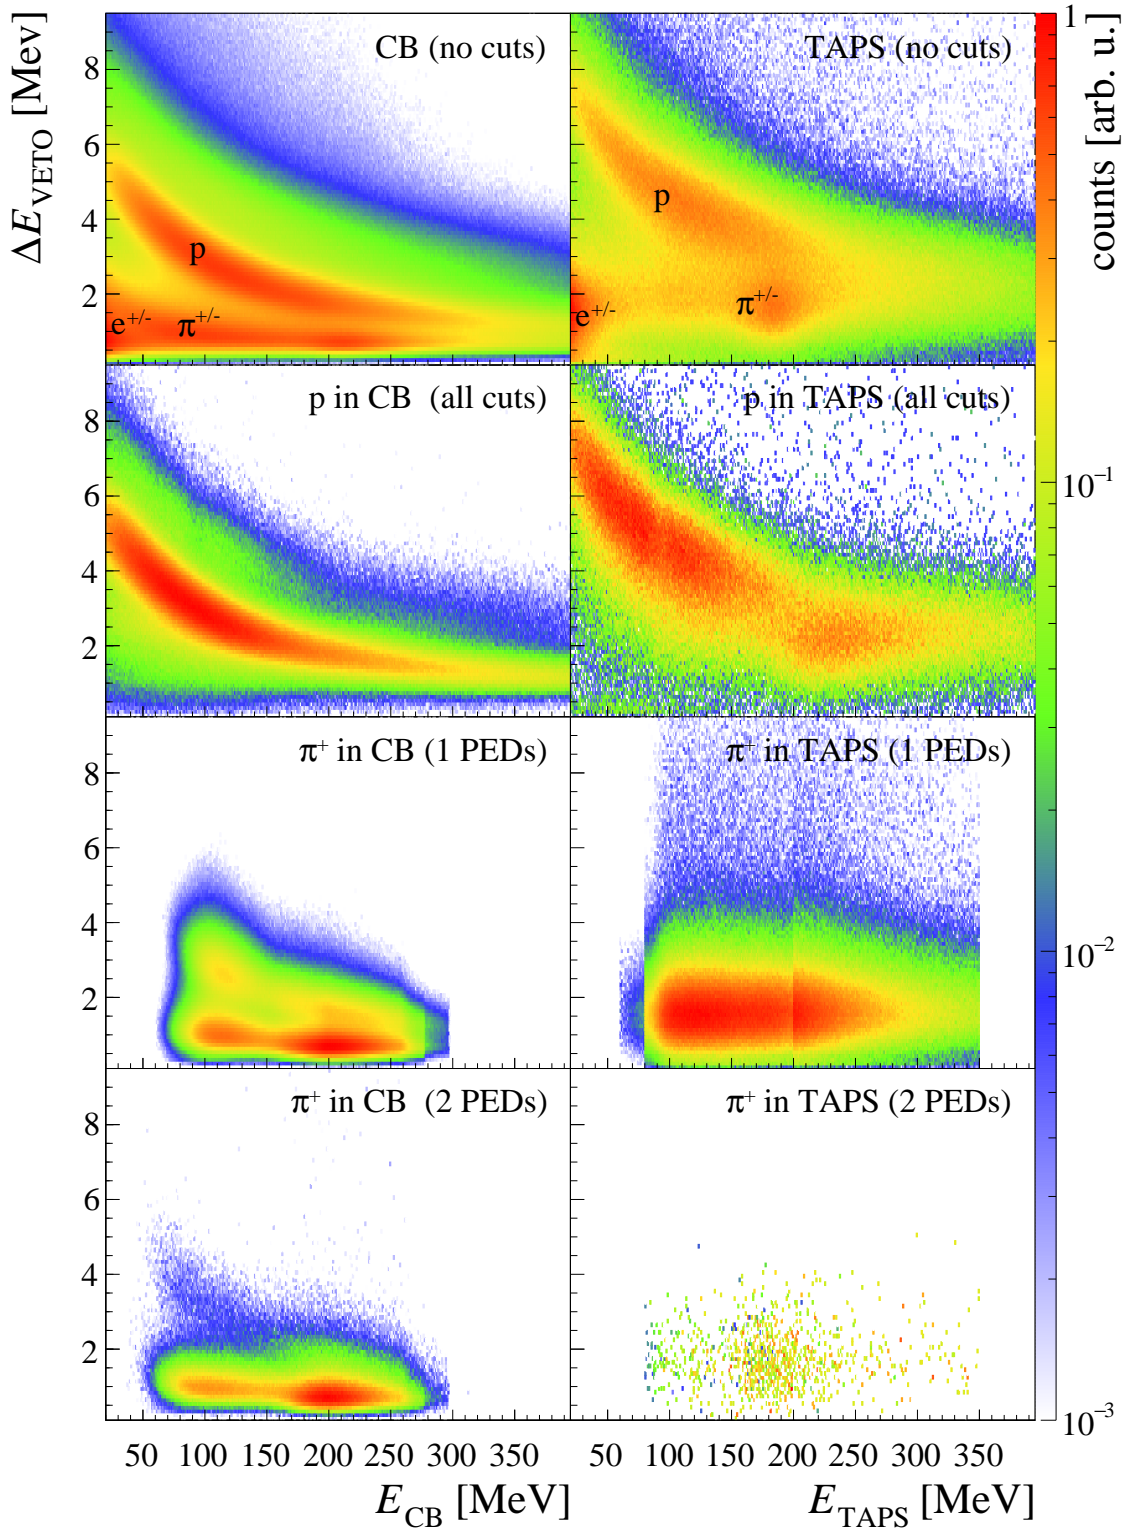 ΔE_VETO [Mev]
CB (no cuts)
TAPS (no cuts)
8
6
4
2
p
e+/-
π+/-
p
e+/-
π+/-
p in CB (all cuts)
p in TAPS (all cuts)
8
6
4
2
π+ in CB (1 PEDs)
π+ in TAPS (1 PEDs)
8
6
4
2
π+ in CB (2 PEDs)
π+ in TAPS (2 PEDs)
8
6
4
2
50 100 150 200 250 300 350
50 100 150 200 250 300 350
E_CB [MeV]
E_TAPS [MeV]
1
counts [arb. u.]
10^-1
10^-2
10^-3